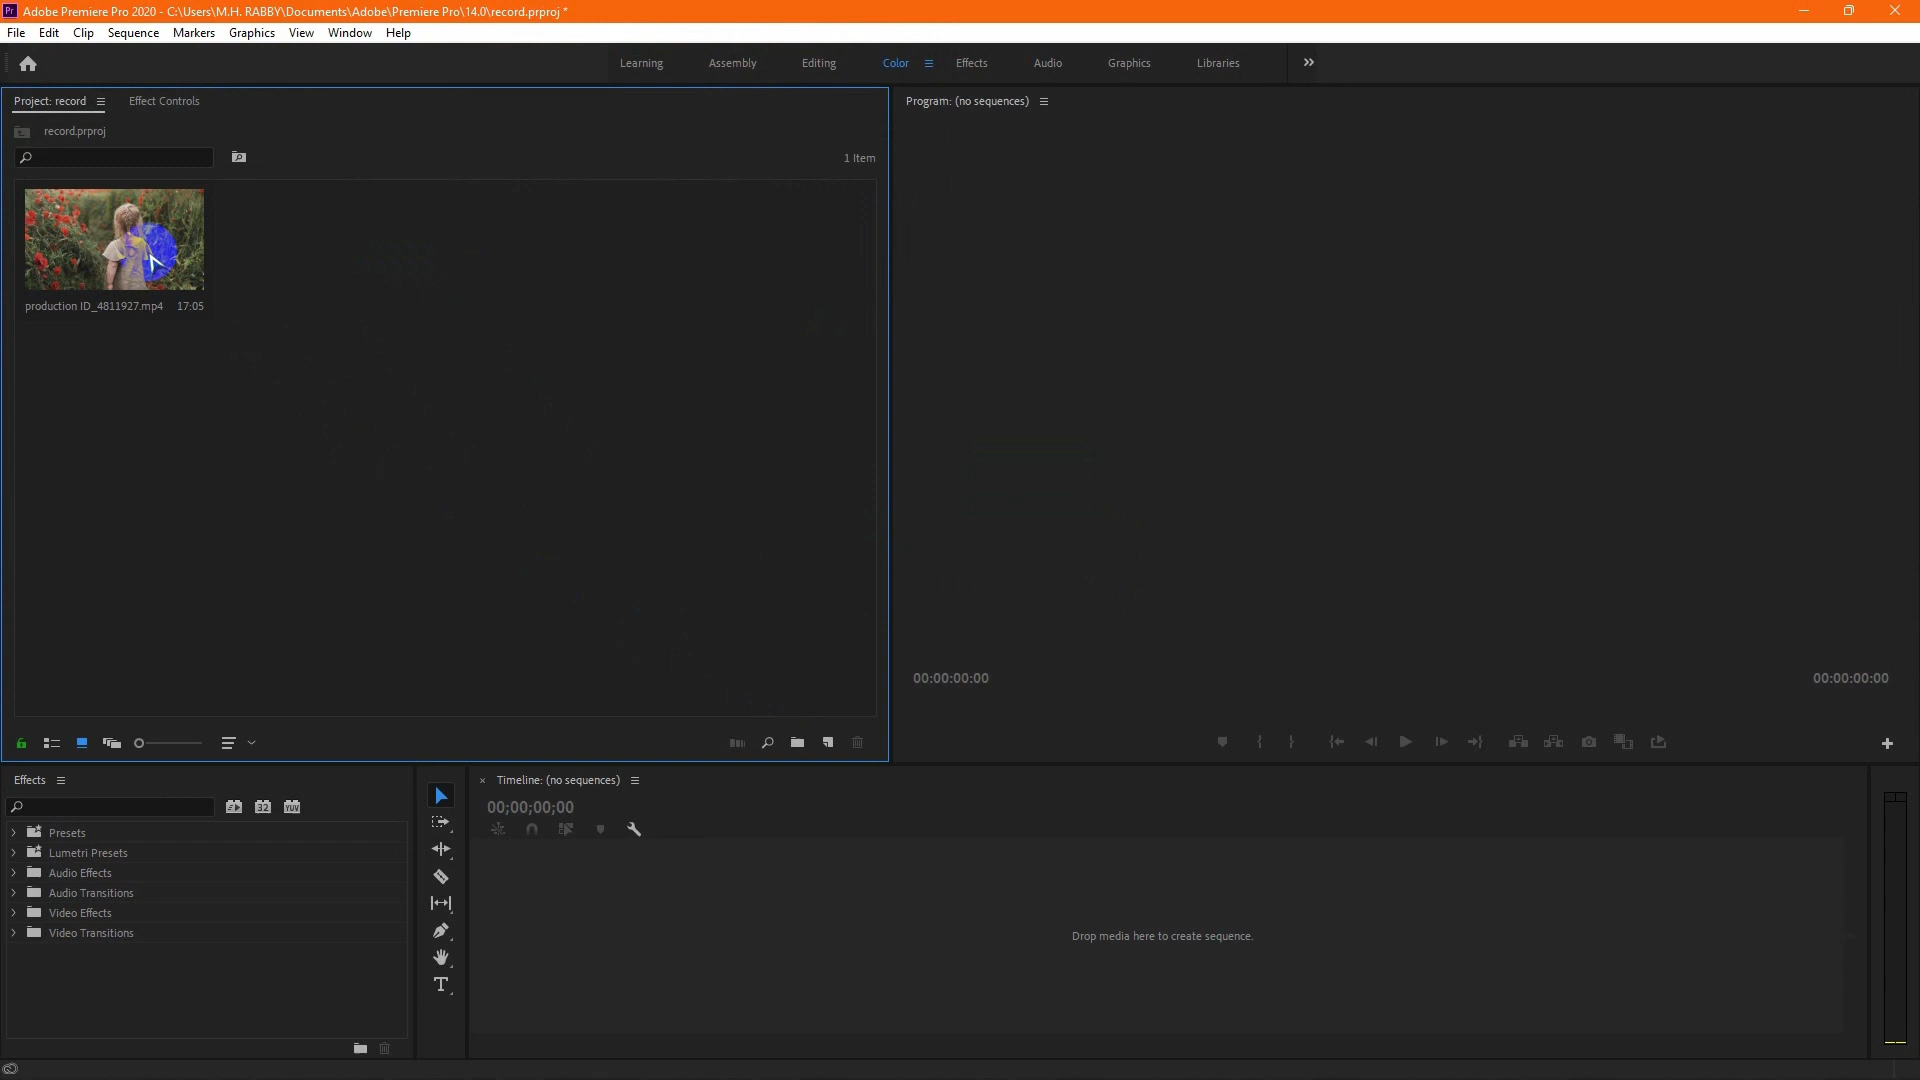 Pr Adobe Premiere Pro 2020 - C:\Users\M.H. RABBY\Documents\Adobe\Premiere Pro\14.0\record.prproj *
File Edit Clip Sequence Markers Graphics View Window Help
Learning Assembly Editing Color Effects Audio Graphics Libraries
Project: record Effect Controls
record.prproj
1 Item
production ID_4811927.mp4 17:05
Program: (no sequences)
00:00:00:00 00:00:00:00
Effects
32 YUV
Presets
Lumetri Presets
Audio Effects
Audio Transitions
Video Effects
Video Transitions
Timeline: (no sequences)
00;00;00;00
Drop media here to create sequence.